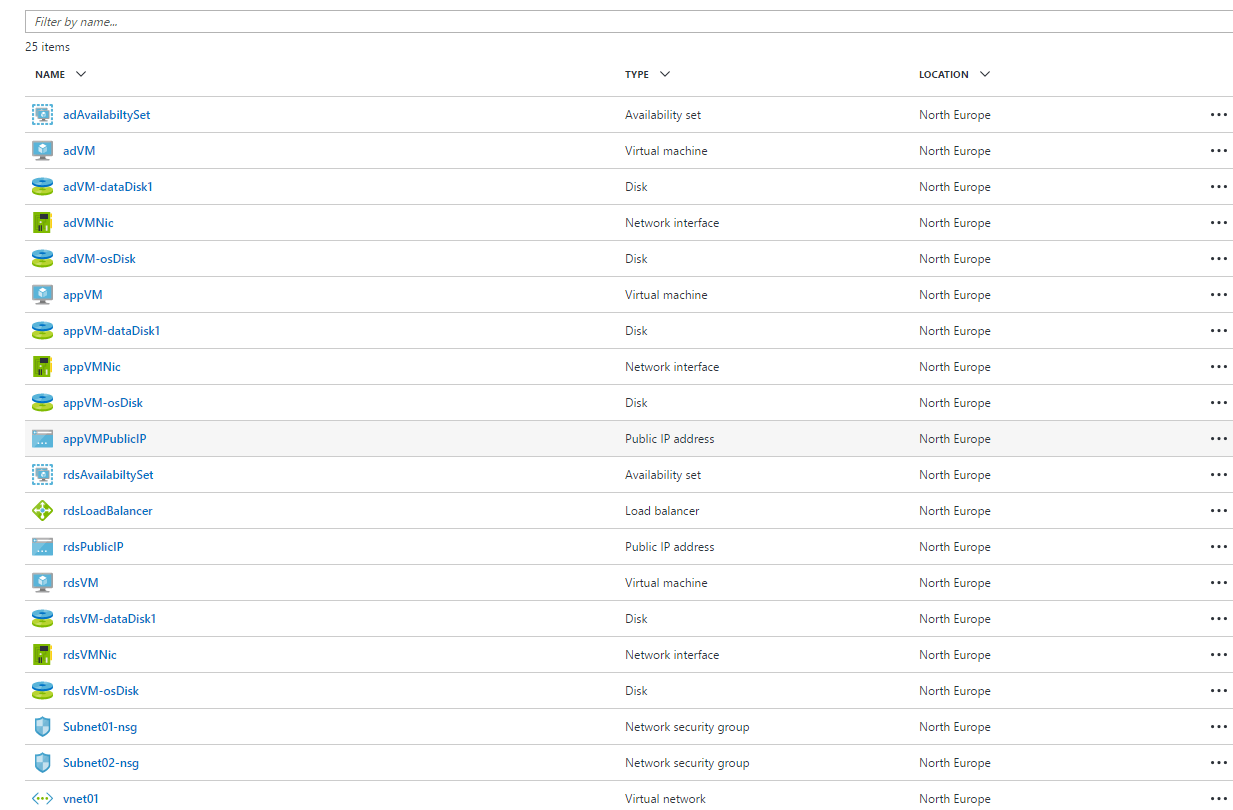 Filter by name...
25 items
NAME TYPE LOCATION
adAvailabiltySet Availability set North Europe
adVM Virtual machine North Europe
adVM-dataDisk1 Disk North Europe
adVMNic Network interface North Europe
adVM-osDisk Disk North Europe
appVM Virtual machine North Europe
appVM-dataDisk1 Disk North Europe
appVMNic Network interface North Europe
appVM-osDisk Disk North Europe
appVMPublicIP Public IP address North Europe
rdsAvailabiltySet Availability set North Europe
rdsLoadBalancer Load balancer North Europe
rdsPublicIP Public IP address North Europe
rdsVM Virtual machine North Europe
rdsVM-dataDisk1 Disk North Europe
rdsVMNic Network interface North Europe
rdsVM-osDisk Disk North Europe
Subnet01-nsg Network security group North Europe
Subnet02-nsg Network security group North Europe
vnet01 Virtual network North Europe